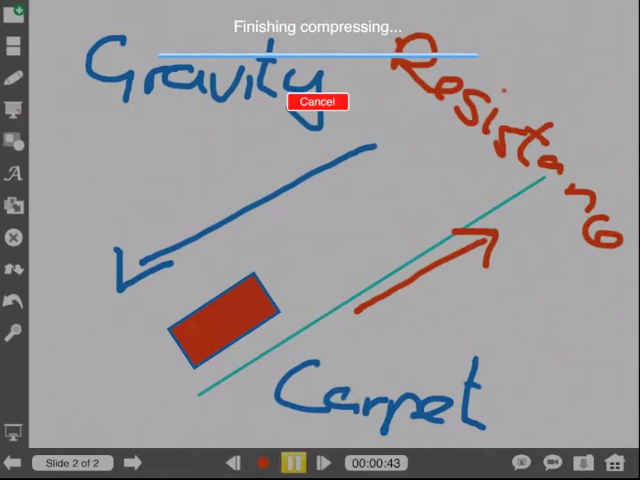 Finishing compressing...
Gravity
Resistance
Cancel
Carpet
Slide 2 of 2
00:00:43